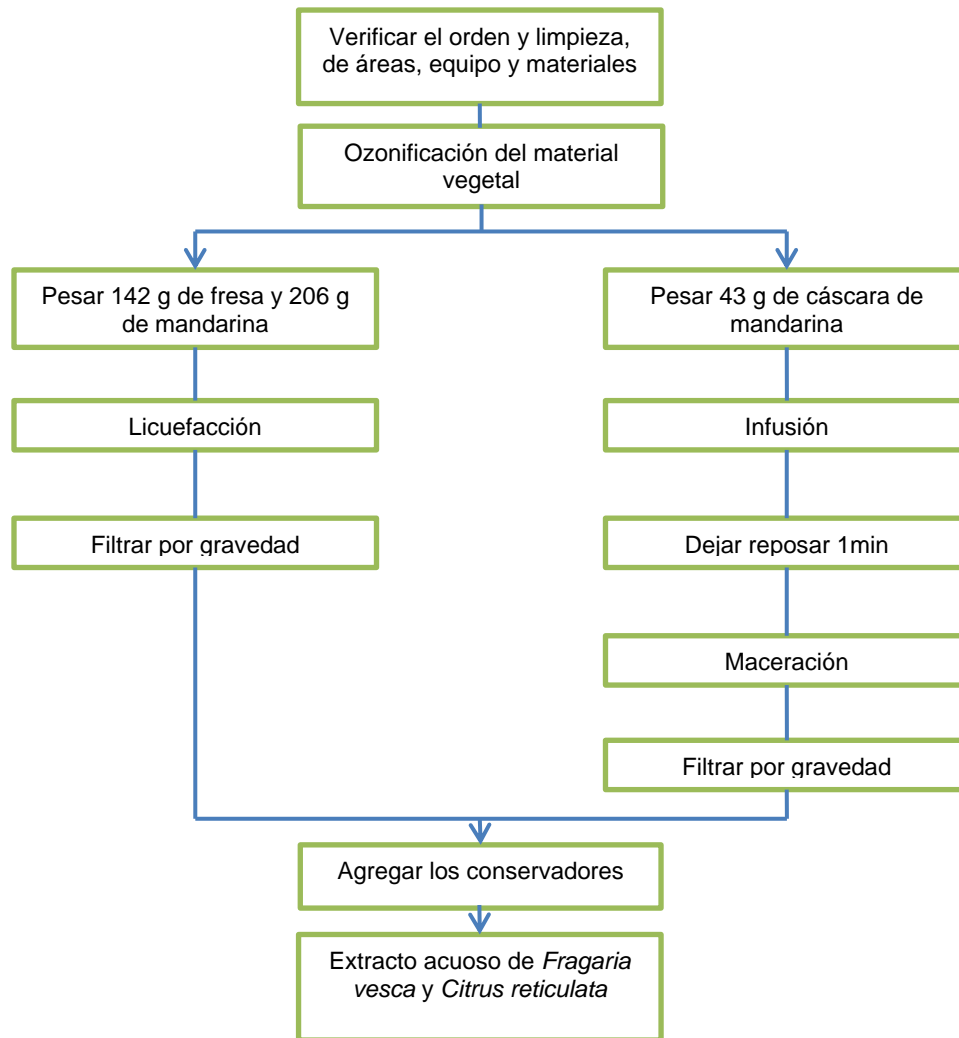 Verificar el orden y limpieza,
de áreas, equipo y materiales
Ozonificación del material
vegetal
Pesar 142 g de fresa y 206 g
de mandarina
Licuefacción
Filtrar por gravedad
Pesar 43 g de cáscara de
mandarina
Infusión
Dejar reposar 1min
Maceración
Filtrar por gravedad
Agregar los conservadores
Extracto acuoso de Fragaria
vesca y Citrus reticulata